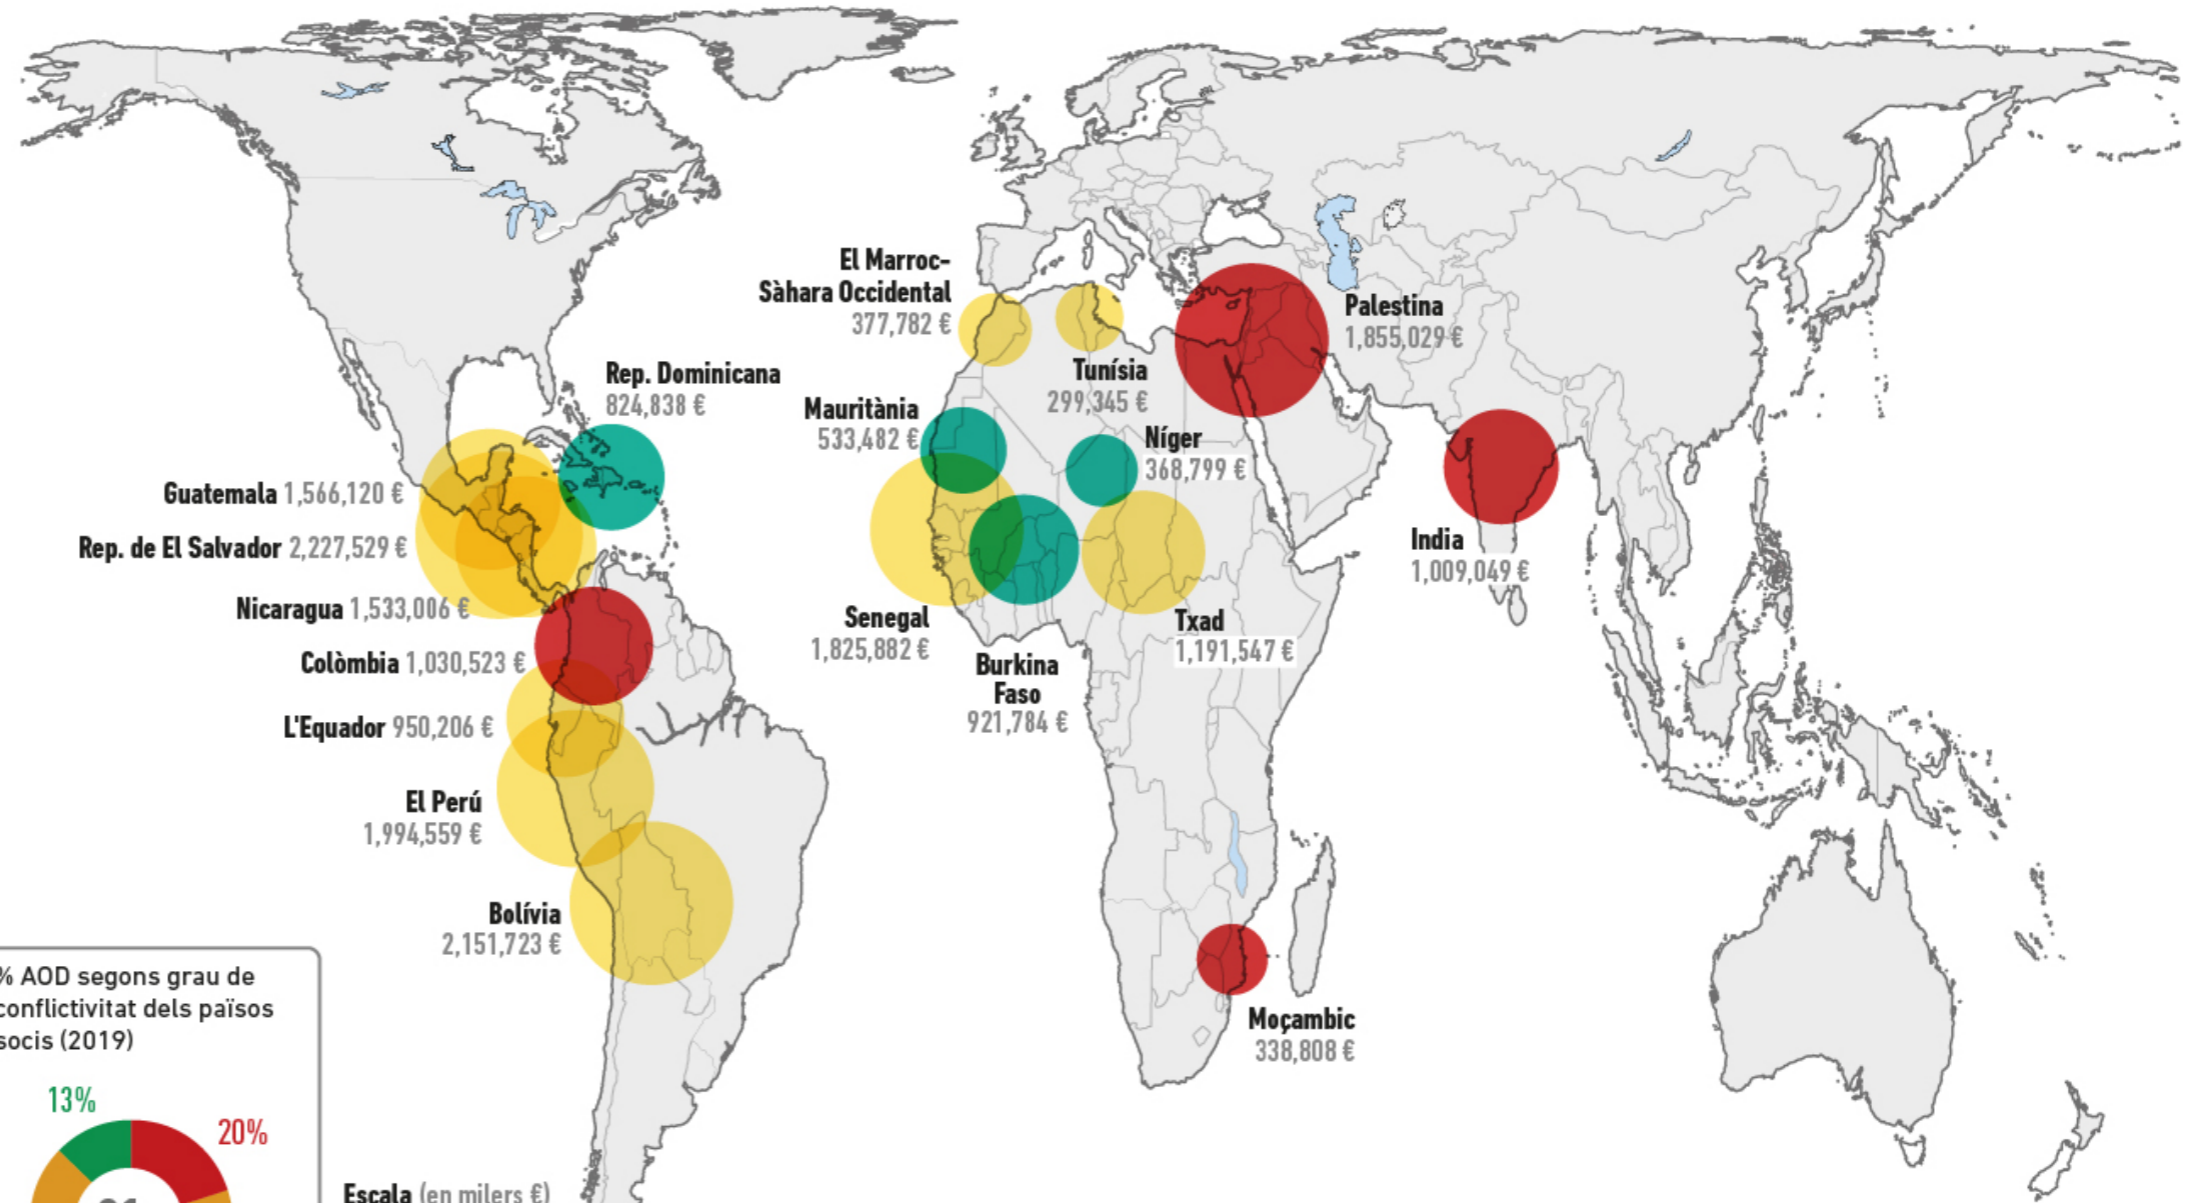 El Marroc-
Sàhara Occidental
377,782 €
Tunísia
299,345 €
Palestina
1,855,029 €
Rep. Dominicana
824,838 €
Mauritània
533,482 €
Níger
368,799 €
Guatemala 1,566,120 €
Rep. de El Salvador 2,227,529 €
Nicaragua 1,533,006 €
Colòmbia 1,030,523 €
L'Equador 950,206 €
El Perú
1,994,559 €
Bolívia
2,151,723 €
Senegal
1,825,882 €
Burkina
Faso
921,784 €
Txad
1,191,547 €
India
1,009,049 €
Moçambic
338,808 €
% AOD segons grau de
conflictivitat dels països
socis (2019)
13%
20%
Escala (en milers €)